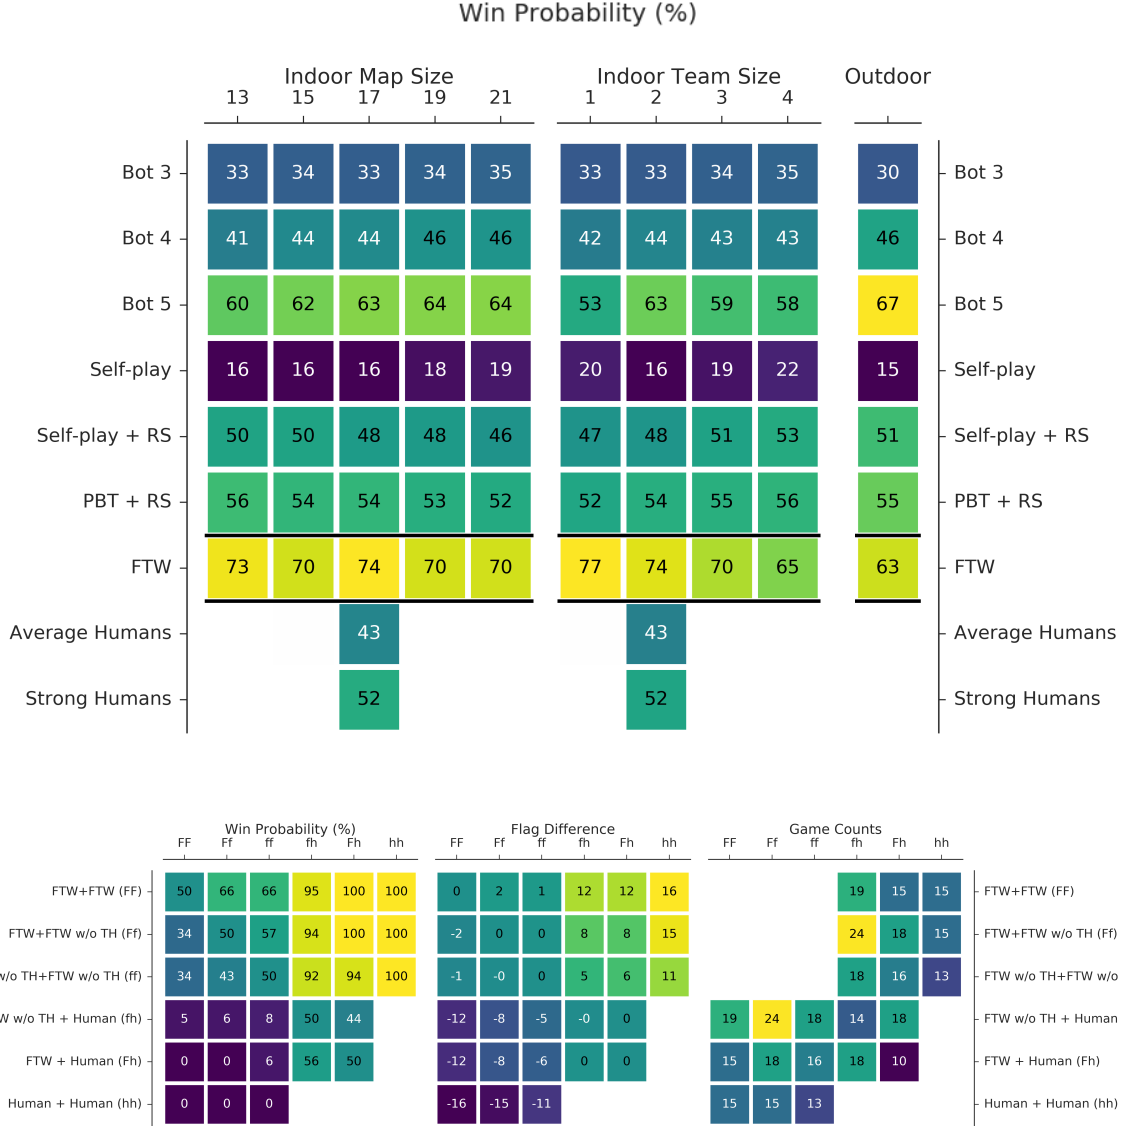 Win Probability (%)
Indoor Map Size Indoor Team Size Outdoor
13 15 17 19 21 1 2 3 4
Bot 3 33 34 33 34 35 33 33 34 35 30 Bot 3
Bot 4 41 44 44 46 46 42 44 43 43 46 Bot 4
Bot 5 60 62 63 64 64 53 63 59 58 67 Bot 5
Self-play 16 16 16 18 19 20 16 19 22 15 Self-play
Self-play + RS 50 50 48 48 46 47 48 51 53 51 Self-play + RS
PBT + RS 56 54 54 53 52 52 54 55 56 55 PBT + RS
FTW 73 70 74 70 70 77 74 70 65 63 FTW
Average Humans 43 43 Average Humans
Strong Humans 52 52 Strong Humans
Win Probability (%) Flag Difference Game Counts
FF Ff ff fh Fh hh FF Ff ff fh Fh hh FF Ff ff fh Fh hh
FTW+FTW (FF) 50 66 66 95 100 100 0 2 1 12 12 16 19 15 15 FTW+FTW (FF)
FTW+FTW w/o TH (Ff) 34 50 57 94 100 100 -2 0 0 8 8 15 24 18 15 FTW+FTW w/o TH (Ff)
w/o TH+FTW w/o TH (ff) 34 43 50 92 94 100 -1 -0 0 5 6 11 18 16 13 FTW w/o TH+FTW w/o
W w/o TH + Human (fh) 5 6 8 50 44 -12 -8 -5 -0 0 19 24 18 14 18 FTW w/o TH + Human
FTW + Human (Fh) 0 0 6 56 50 -12 -8 -6 0 0 15 18 16 18 10 FTW + Human (Fh)
Human + Human (hh) 0 0 0 -16 -15 -11 15 15 13 Human + Human (hh)